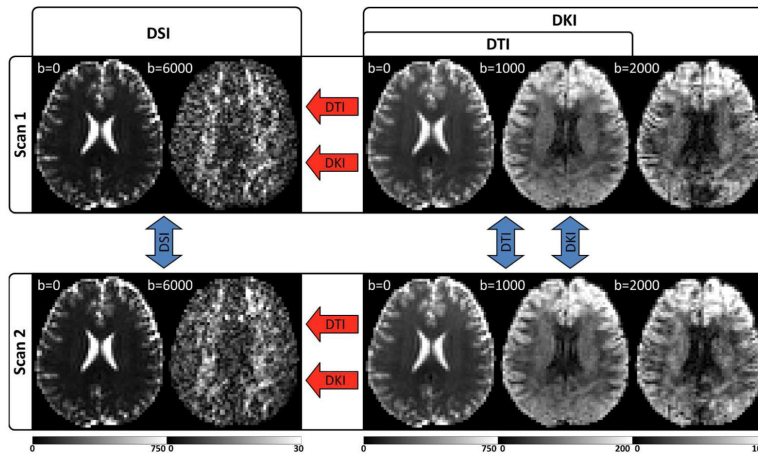 DKI
DSI
DTI
Scan 1
b=0
b=6000
b=0
b=1000
b=2000
DTI
DKI
DSI
DTI
DKI
Scan 2
b=0
b=6000
b=0
b=1000
b=2000
DTI
DKI
0
750
0
30
0
750
0
200
0